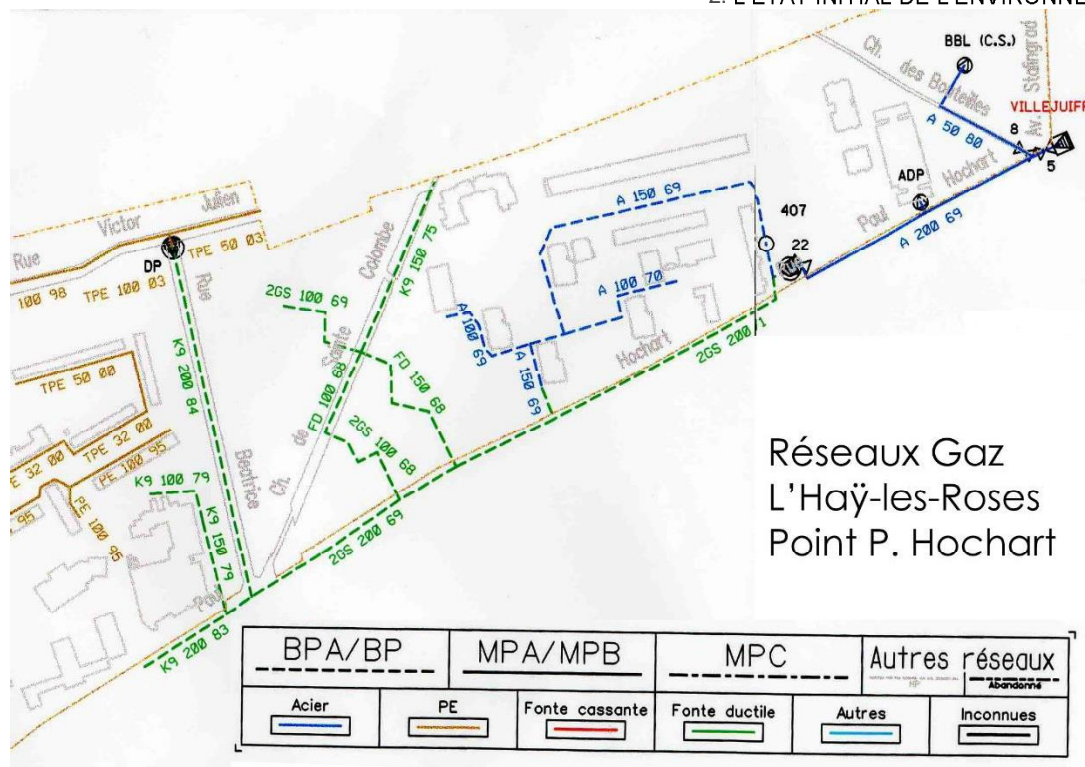 2. L'ÉTAT INITIAL DE L'ENVIRONNE
BBL (C.S.)
Ch. des Bouteilles
Av. Stalingrad
VILLEJUIF
A 50 80
8
5
ADP
Paul Hochart
A 200 69
407
22
A 150 69
A 100 70
A 100 69
A 150 69
Hochart
2GS 200
Rue Victor Julien
TPE 50 03
DP
100 98
TPE 100 03
Rue Beatrice
K9 200 84
Ch. de Sainte Colombe
K9 150 75
2GS 100 69
FD 150 68
FD 100 68
2GS 100 68
2GS 200 69
TPE 50 00
TPE 32 00
E 32 00
PE 100 95
PE 100 95
95
K9 100 79
K9 150 79
Paul
K9 200 83
Réseaux Gaz
L'Haÿ-les-Roses
Point P. Hochart
BPA/BP
MPA/MPB
MPC
Autres réseaux
Abandonné
Acier
PE
Fonte cassante
Fonte ductile
Autres
Inconnues